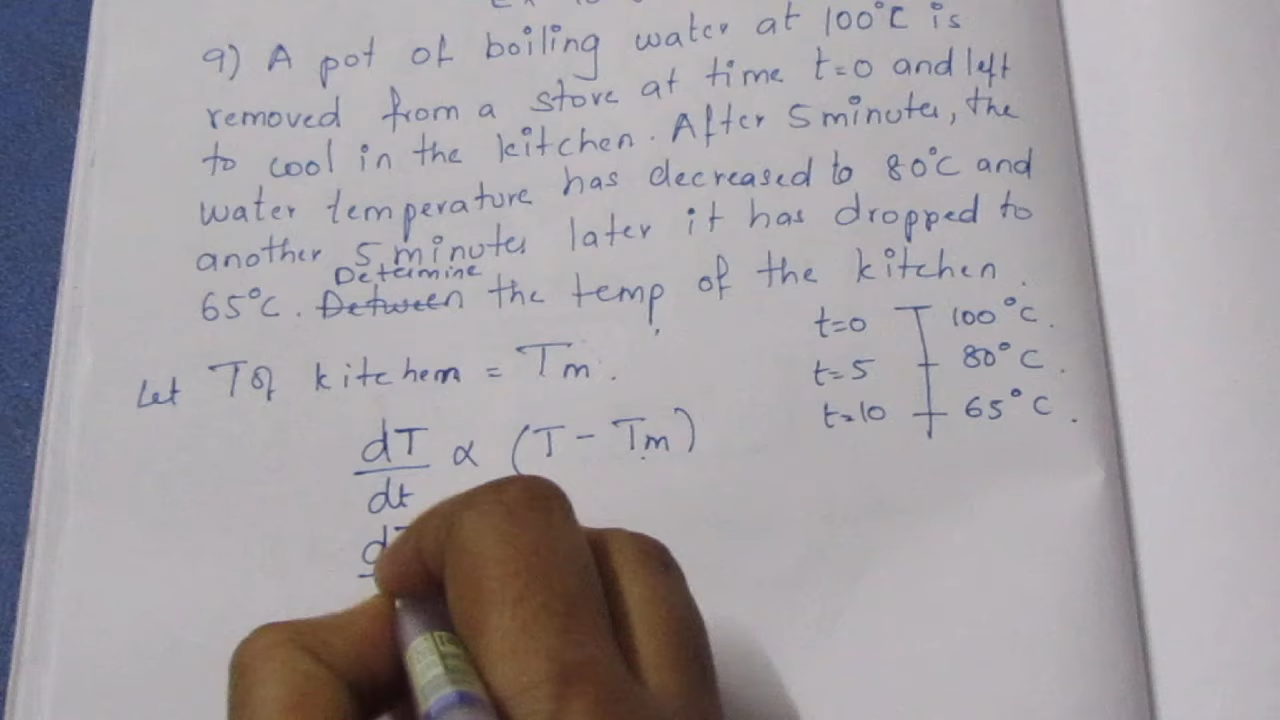 9) A pot of boiling water at 100°C is
removed from a stove at time t=0 and left
to cool in the kitchen. After 5 minutes, the
water temperature has decreased to 80°C and
another 5 minutes later it has dropped to
Determine
65°C. Between the temp of the kitchen.
t=0 100°C.
t=5 80°C.
t=10 65°C.
Let T of kitchen = Tm.
dT/dt ∝ (T - Tm)